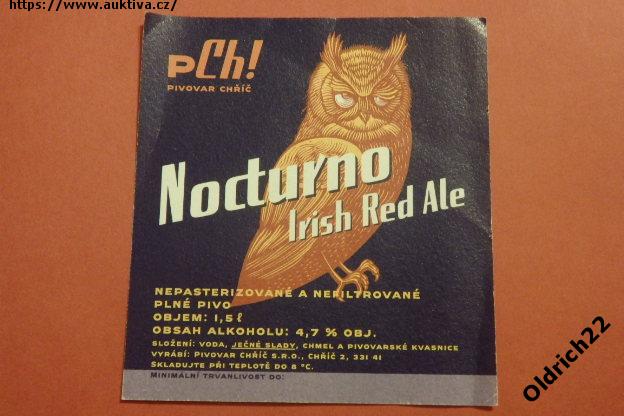 https://www.auktiva.cz/
PCh!
PIVOVAR CHŘÍČ
Nocturno
Irish Red Ale
NEPASTERIZOVANÉ A NEFILTROVANÉ
PLNÉ PIVO
OBJEM: 1,5 ℓ
OBSAH ALKOHOLU: 4,7 % OBJ.
SLOŽENÍ: VODA, JEČNÉ SLADY, CHMEL A PIVOVARSKÉ KVASNICE
VYRÁBÍ: PIVOVAR CHŘÍČ S.R.O., CHŘÍČ 2, 331 41
SKLADUJTE PŘI TEPLOTĚ DO 8 °C.
MINIMÁLNÍ TRVANLIVOST DO:
Oldrich22